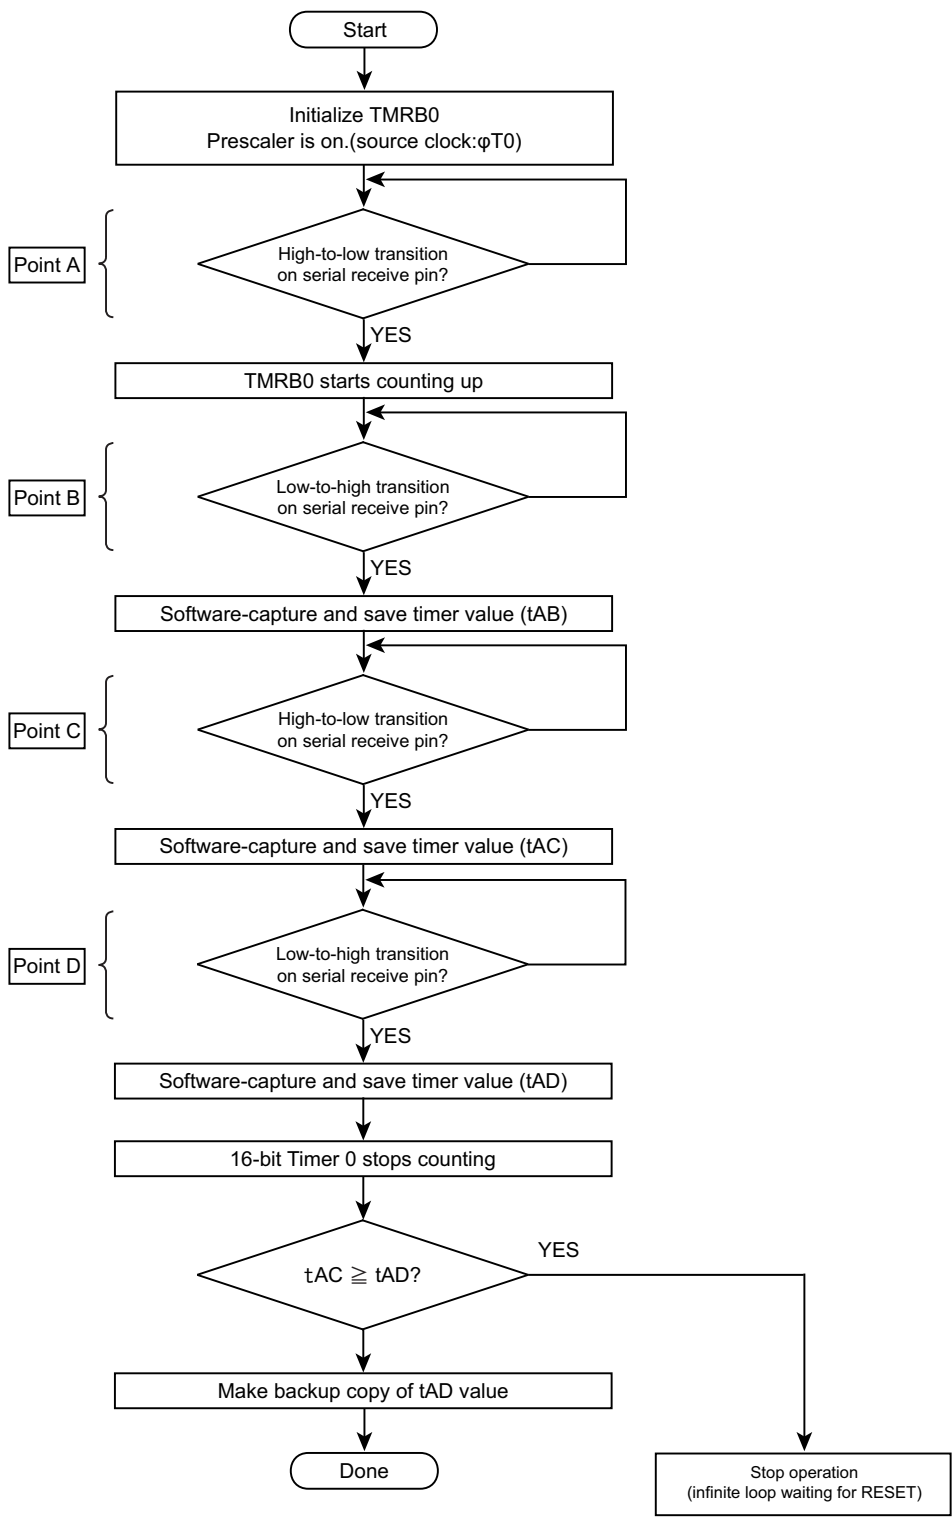 Start
Initialize TMRB0
Prescaler is on.(source clock:φT0)
Point A
High-to-low transition
on serial receive pin?
YES
TMRB0 starts counting up
Point B
Low-to-high transition
on serial receive pin?
YES
Software-capture and save timer value (tAB)
Point C
High-to-low transition
on serial receive pin?
YES
Software-capture and save timer value (tAC)
Point D
Low-to-high transition
on serial receive pin?
YES
Software-capture and save timer value (tAD)
16-bit Timer 0 stops counting
tAC ≧ tAD?
YES
Make backup copy of tAD value
Done
Stop operation
(infinite loop waiting for RESET)